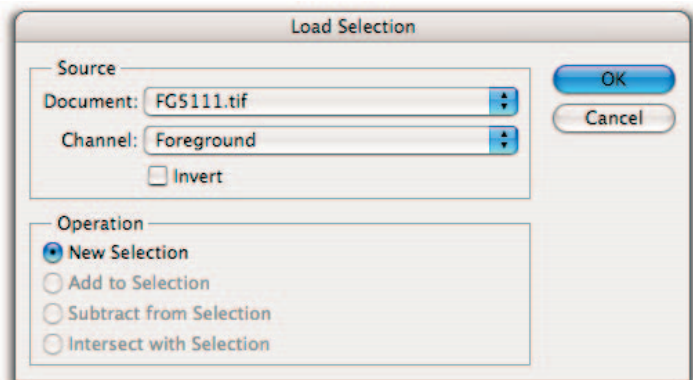 Load Selection
Source
Document: FG5111.tif
Channel: Foreground
Invert
OK
Cancel
Operation
New Selection
Add to Selection
Subtract from Selection
Intersect with Selection